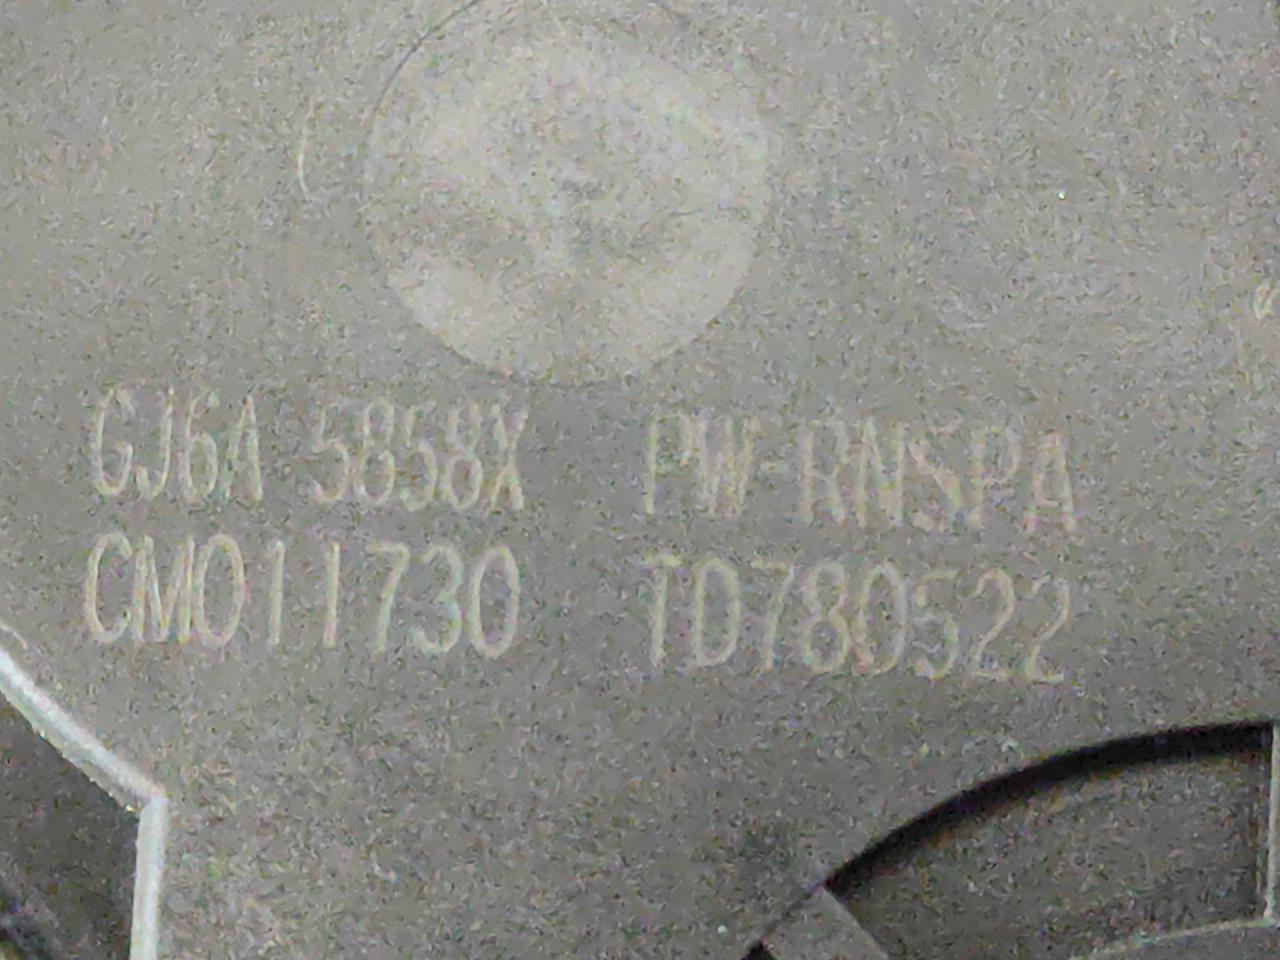 GJ6A 5858X PW-RNSPA
CM011730 TD780522